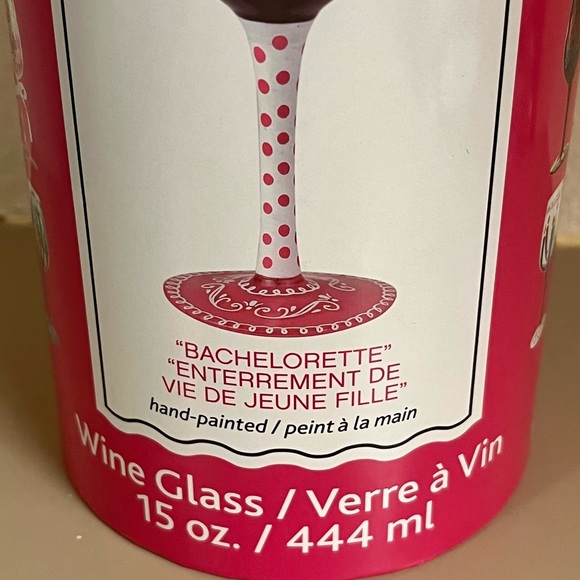 “BACHELORETTE”
“ENTERREMENT DE
VIE DE JEUNE FILLE”
hand-painted / peint à la main
Wine Glass / Verre à Vin
15 oz. / 444 ml